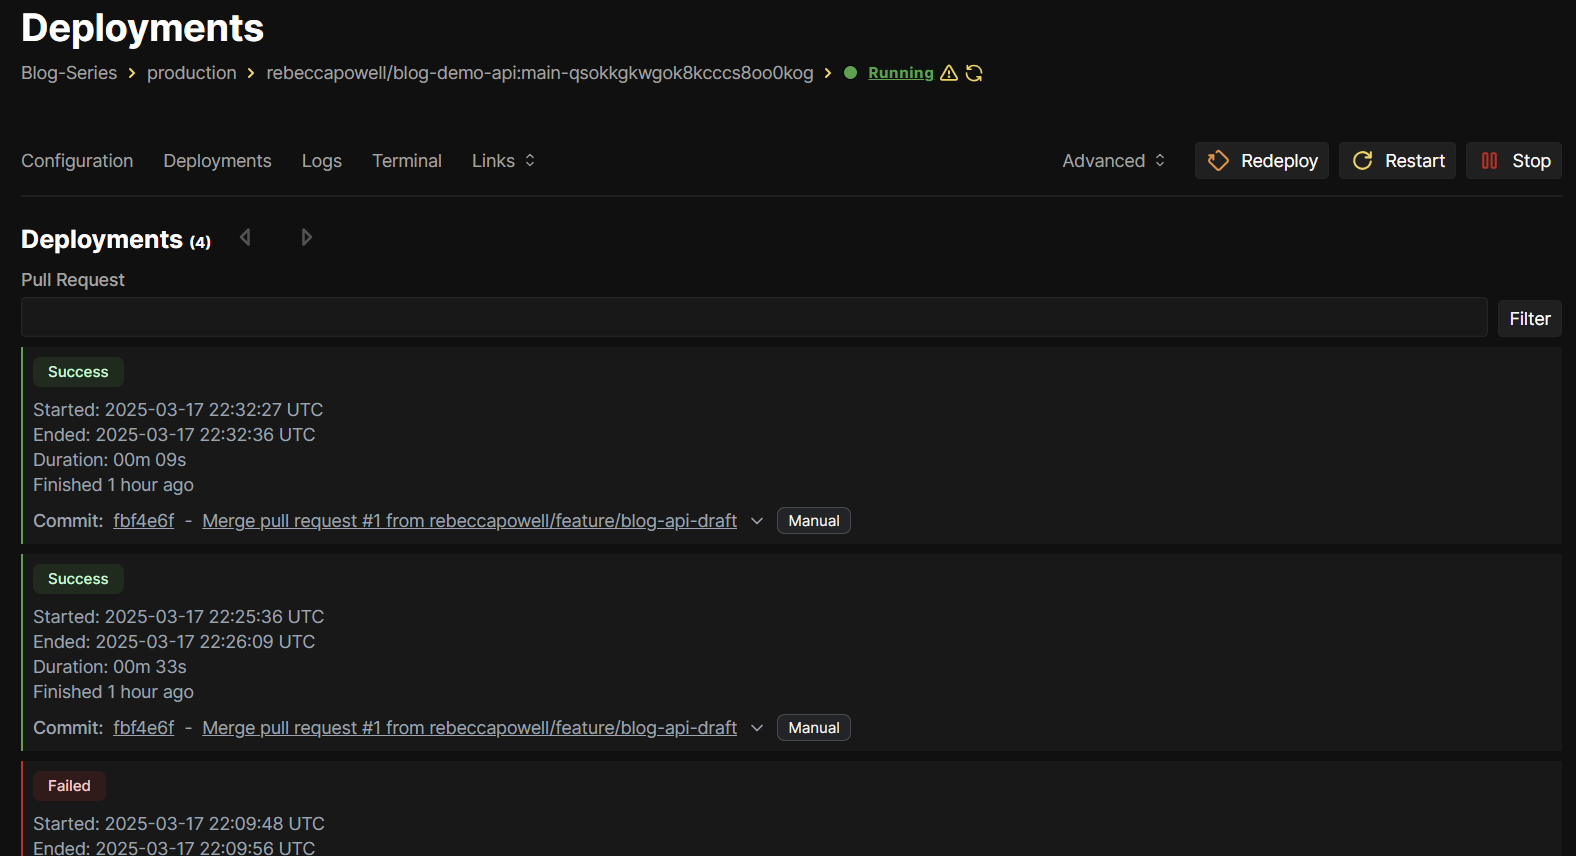 Deployments
Blog-Series > production > rebeccapowell/blog-demo-api:main-qsokkgkwgok8kcccs8oo0kog > Running
Configuration Deployments Logs Terminal Links Advanced Redeploy Restart Stop
Deployments (4)
Pull Request
Filter
Success
Started: 2025-03-17 22:32:27 UTC
Ended: 2025-03-17 22:32:36 UTC
Duration: 00m 09s
Finished 1 hour ago
Commit: fbf4e6f - Merge pull request #1 from rebeccapowell/feature/blog-api-draft Manual
Success
Started: 2025-03-17 22:25:36 UTC
Ended: 2025-03-17 22:26:09 UTC
Duration: 00m 33s
Finished 1 hour ago
Commit: fbf4e6f - Merge pull request #1 from rebeccapowell/feature/blog-api-draft Manual
Failed
Started: 2025-03-17 22:09:48 UTC
Ended: 2025-03-17 22:09:56 UTC